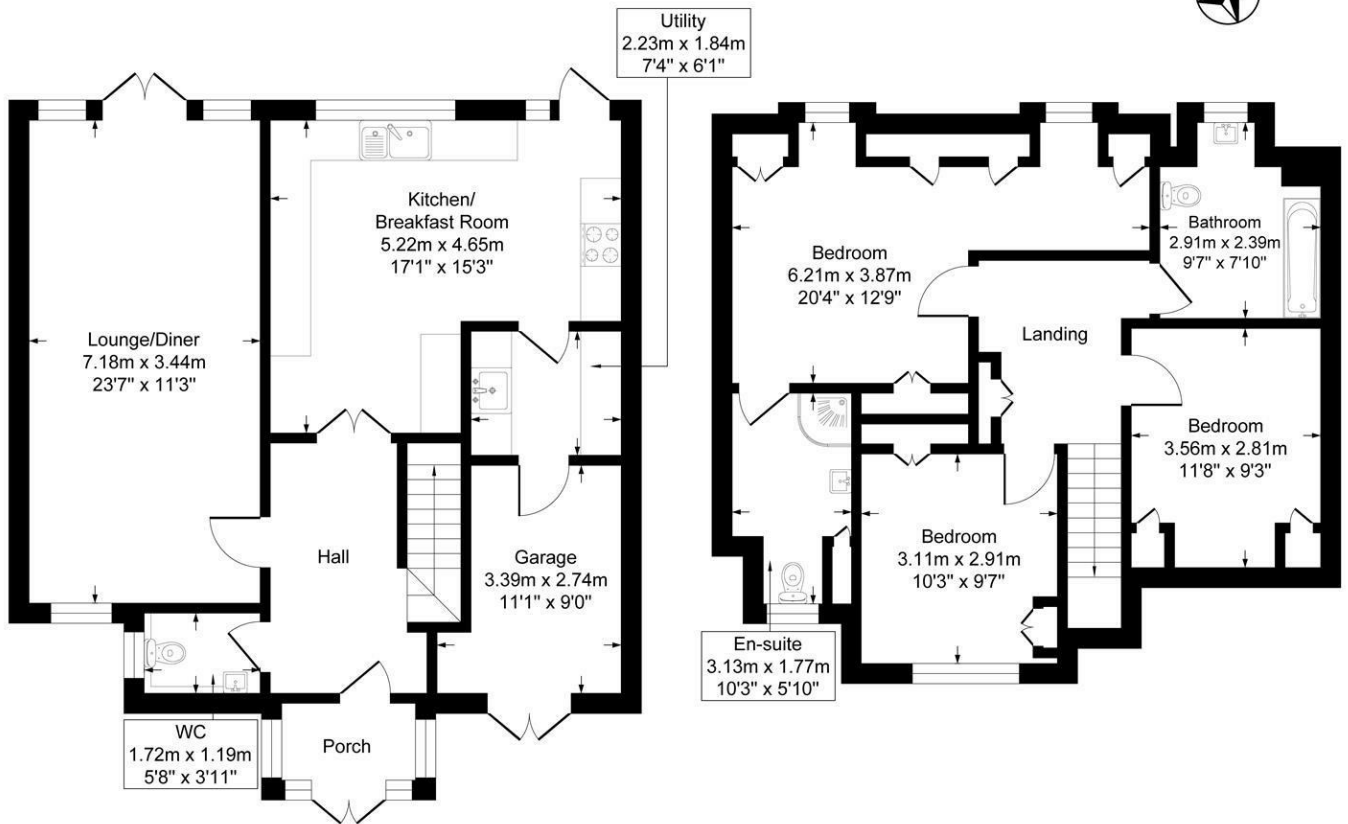 Utility
2.23m x 1.84m
7'4" x 6'1"
Kitchen/
Breakfast Room
5.22m x 4.65m
17'1" x 15'3"
Lounge/Diner
7.18m x 3.44m
23'7" x 11'3"
Hall
Garage
3.39m x 2.74m
11'1" x 9'0"
WC
1.72m x 1.19m
5'8" x 3'11"
Porch
Bedroom
6.21m x 3.87m
20'4" x 12'9"
Bathroom
2.91m x 2.39m
9'7" x 7'10"
Landing
Bedroom
3.56m x 2.81m
11'8" x 9'3"
Bedroom
3.11m x 2.91m
10'3" x 9'7"
En-suite
3.13m x 1.77m
10'3" x 5'10"